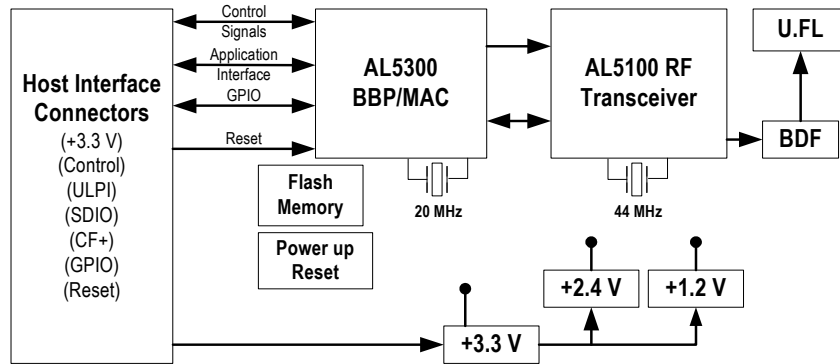 Host Interface
Connectors
(+3.3 V)
(Control)
(ULPI)
(SDIO)
(CF+)
(GPIO)
(Reset)
Control
Signals
Application
Interface
GPIO
Reset
AL5300
BBP/MAC
20 MHz
AL5100 RF
Transceiver
44 MHz
U.FL
BDF
Flash
Memory
Power up
Reset
+3.3 V
+2.4 V
+1.2 V